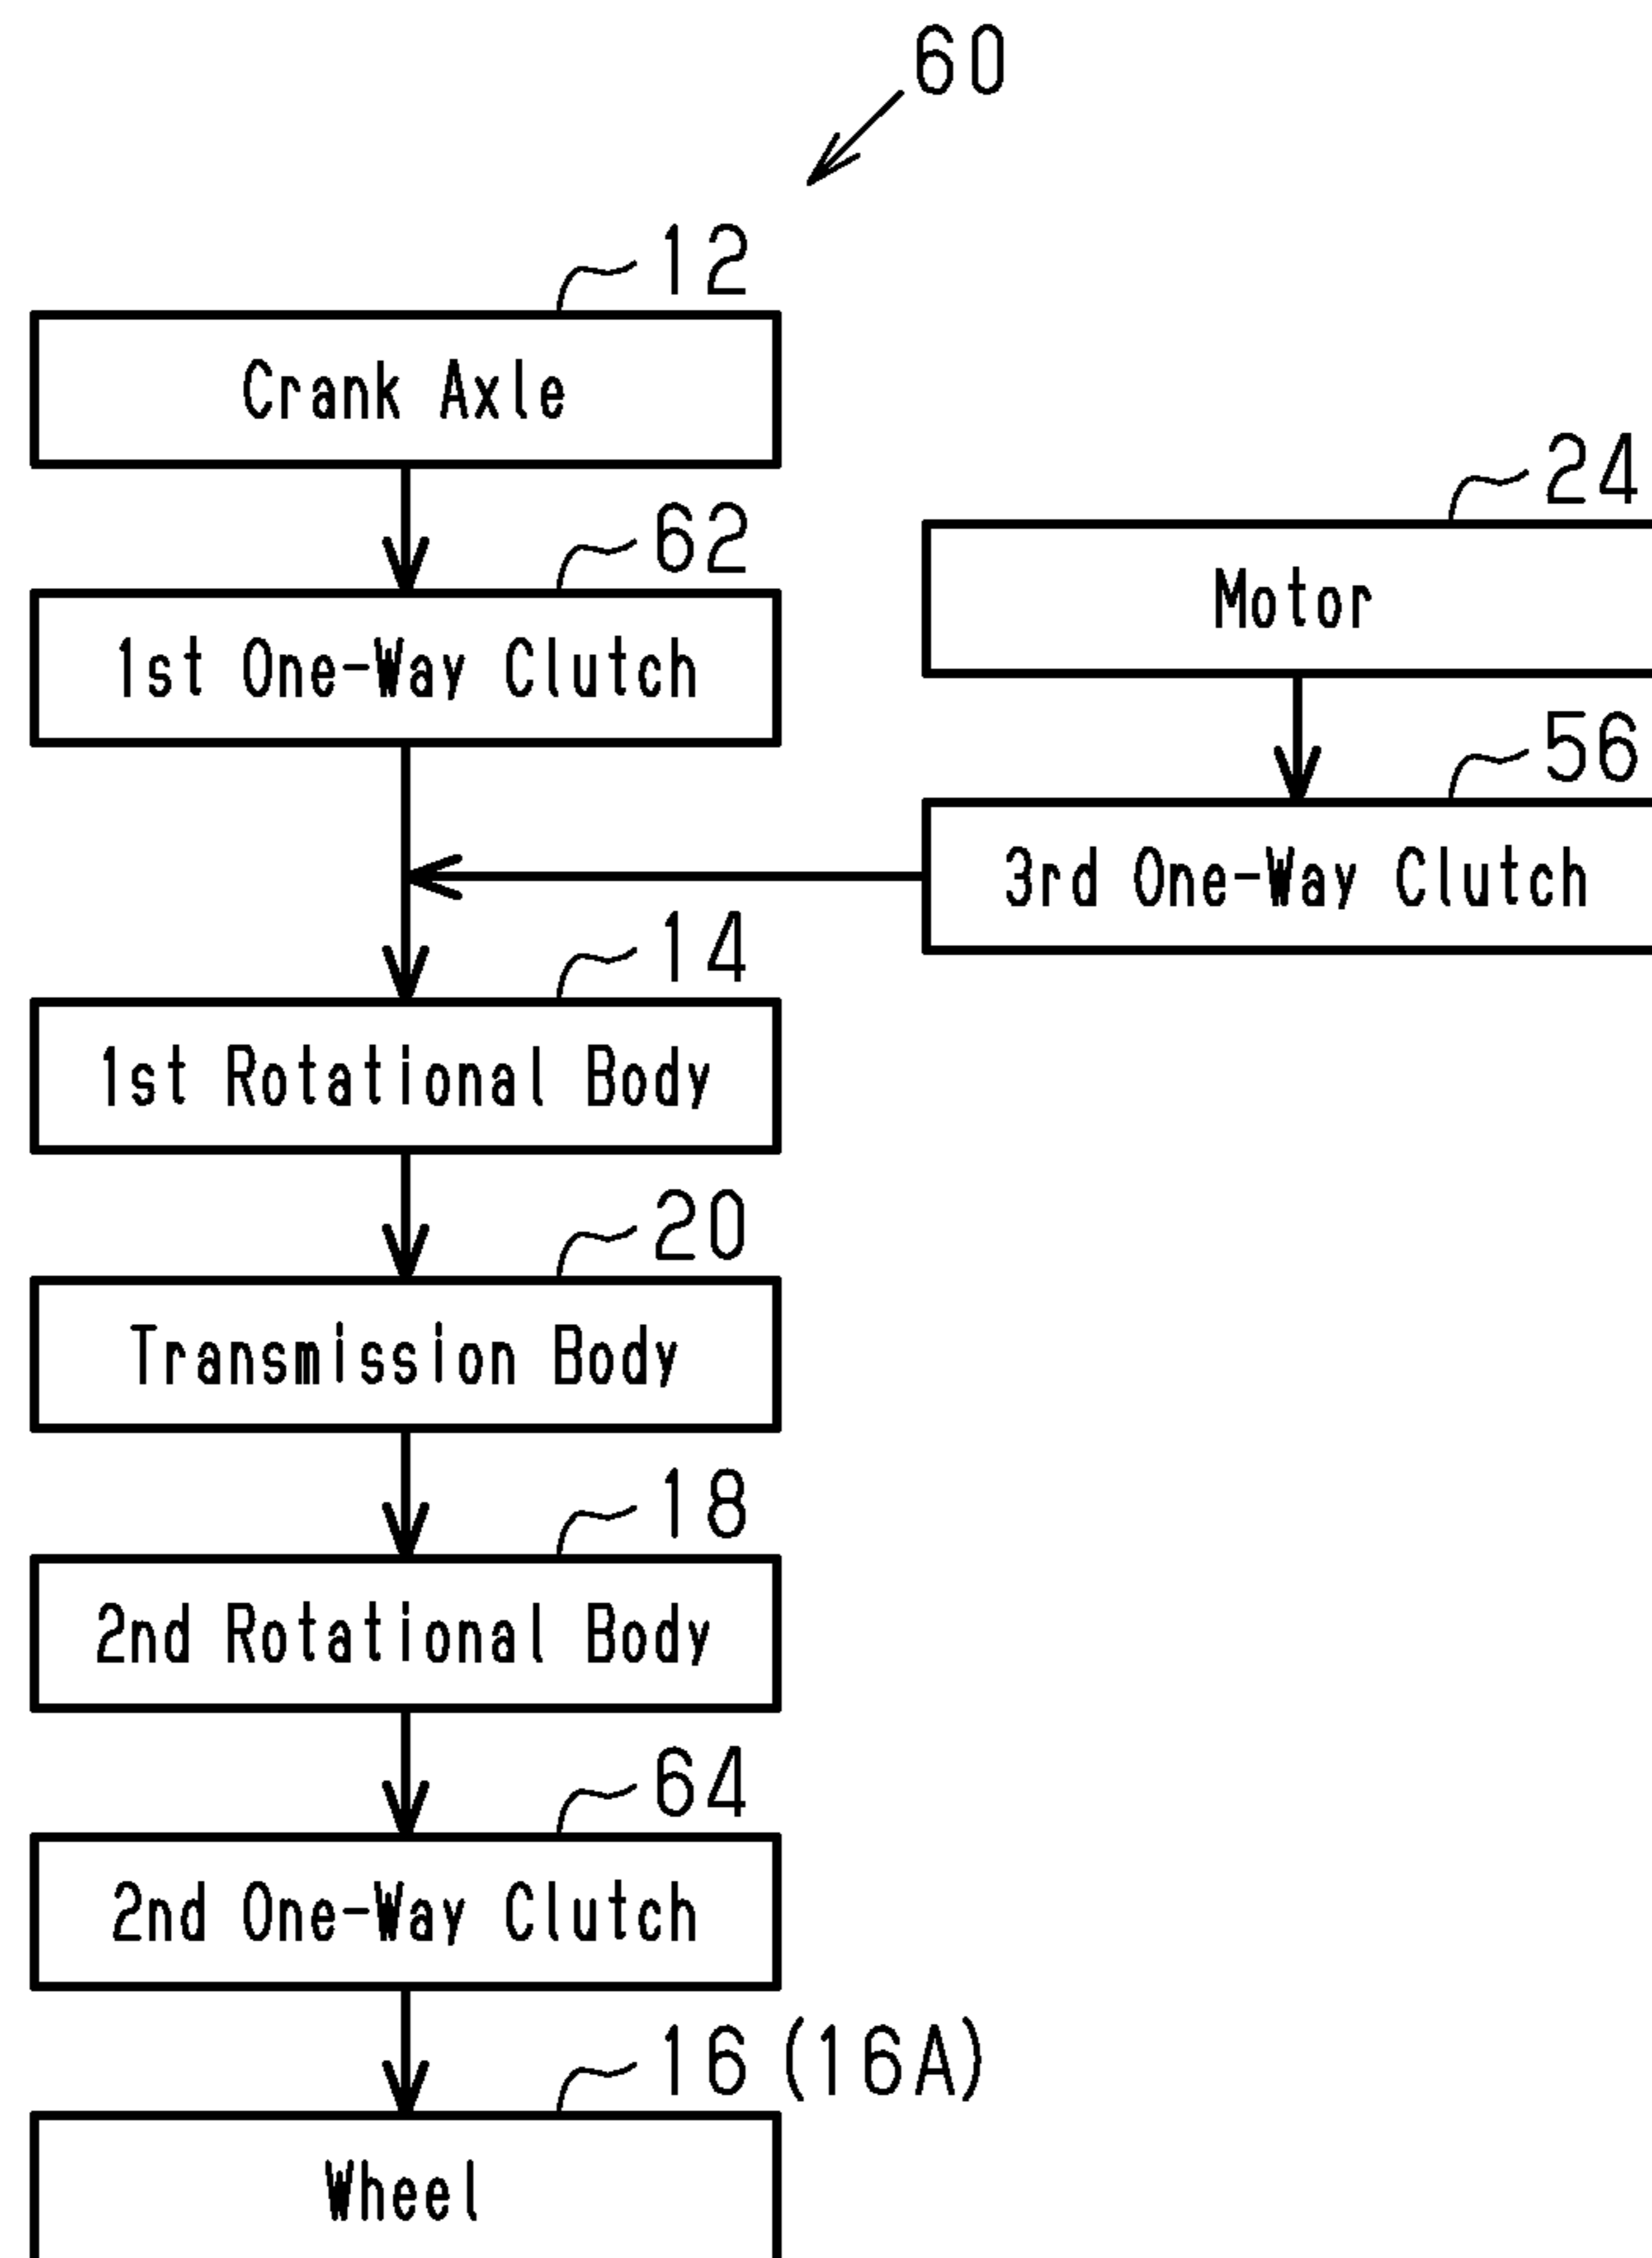 60
12
Crank Axle
24
62
Motor
1st One-Way Clutch
56
3rd One-Way Clutch
14
1st Rotational Body
20
Transmission Body
18
2nd Rotational Body
64
2nd One-Way Clutch
16 (16A)
Wheel